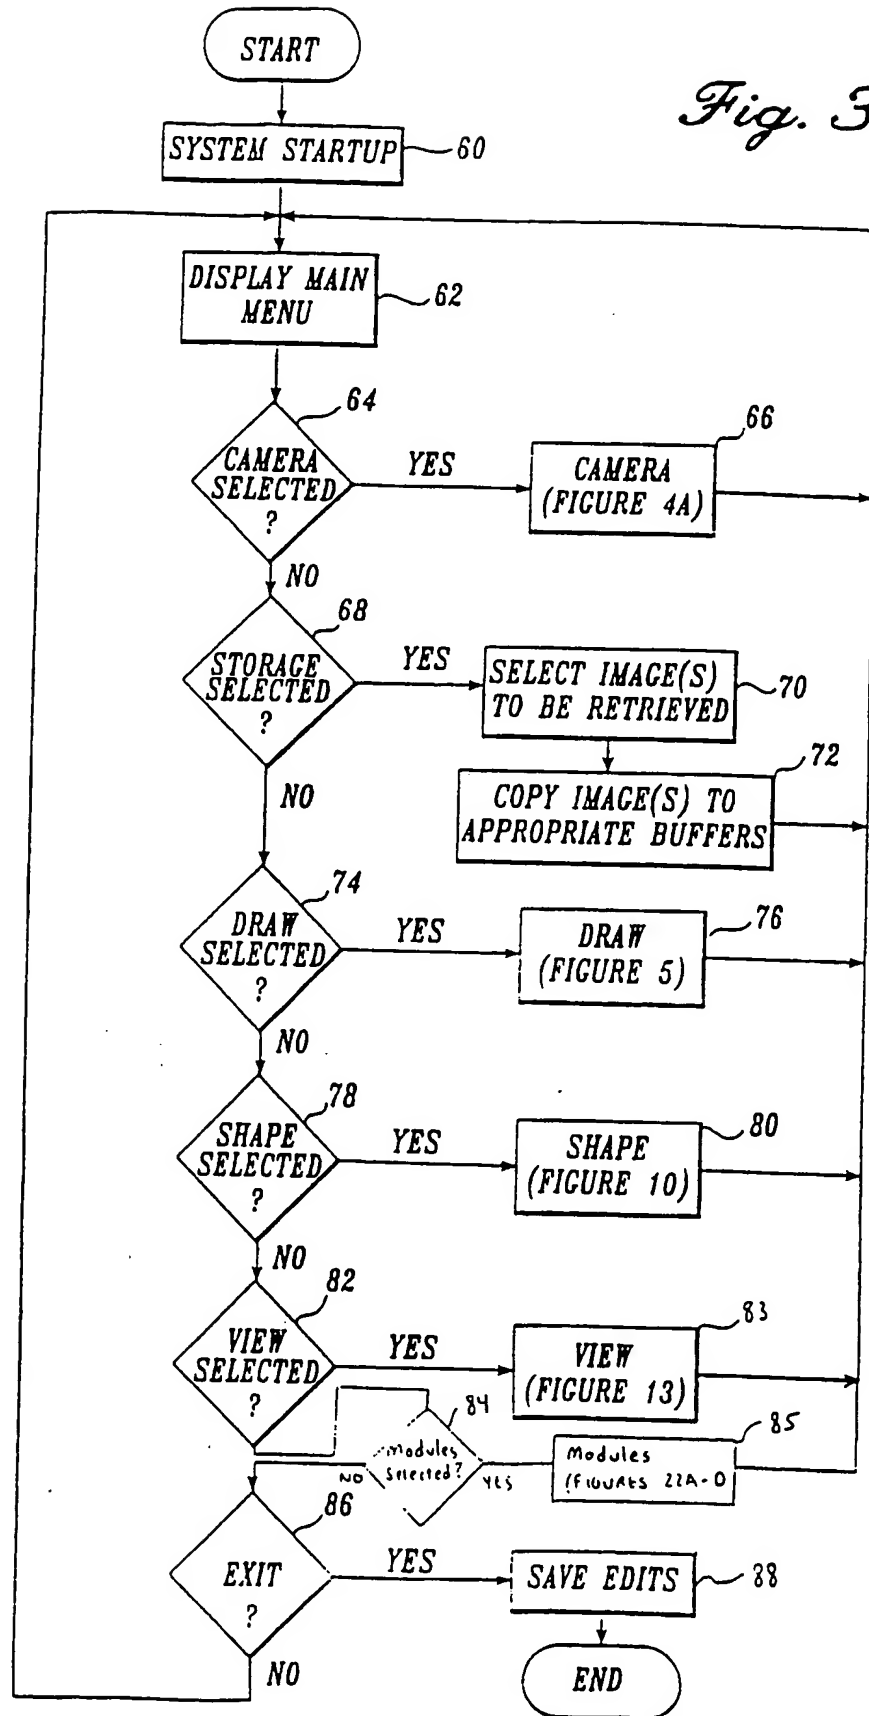 START
Fig. 3
SYSTEM STARTUP
60
DISPLAY MAIN
MENU
62
64
CAMERA
SELECTED
?
YES
66
CAMERA
(FIGURE 4A)
NO
68
STORAGE
SELECTED
?
YES
SELECT IMAGE(S)
TO BE RETRIEVED
70
72
COPY IMAGE(S) TO
APPROPRIATE BUFFERS
NO
74
DRAW
SELECTED
?
YES
76
DRAW
(FIGURE 5)
NO
78
SHAPE
SELECTED
?
YES
80
SHAPE
(FIGURE 10)
NO
82
VIEW
SELECTED
?
YES
83
VIEW
(FIGURE 13)
84
Modules
selected?
NO
YES
85
Modules
(FIGURES 22A-D
86
EXIT
?
YES
SAVE EDITS
88
NO
END